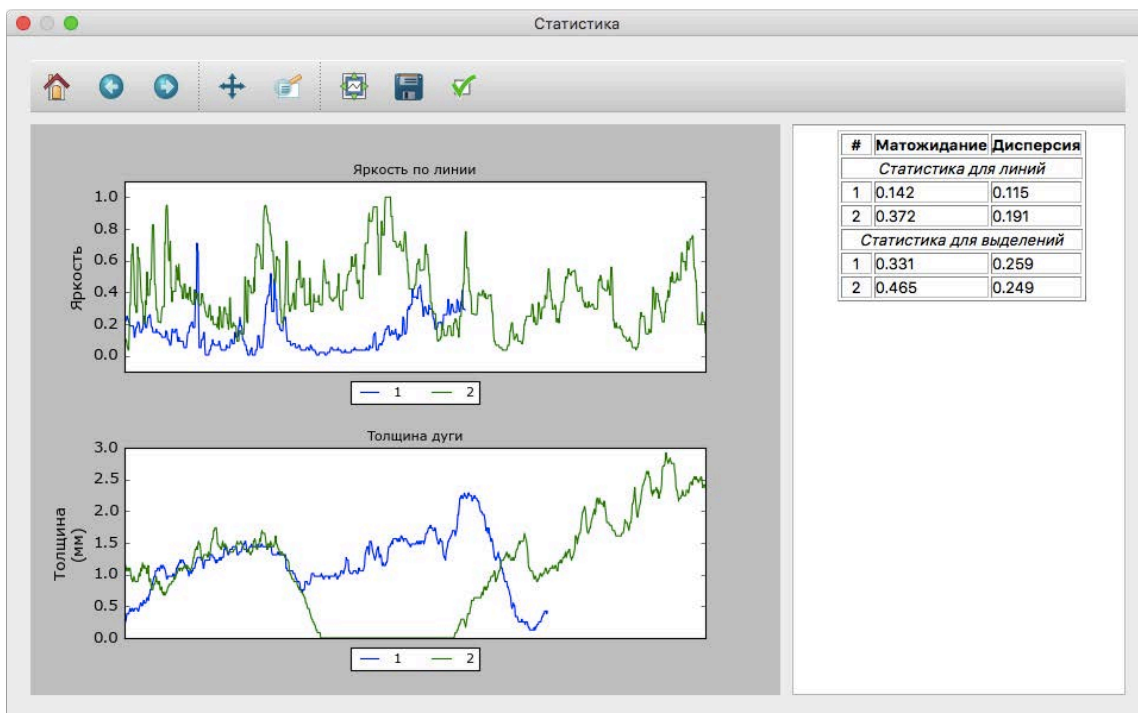 Статистика
Яркость по линии
1.0
0.8
0.6
0.4
0.2
0.0
Яркость
1 2
Толщина дуги
3.0
2.5
2.0
1.5
1.0
0.5
0.0
Толщина
(мм)
1 2
# Матожидание Дисперсия
Статистика для линий
1 0.142 0.115
2 0.372 0.191
Статистика для выделений
1 0.331 0.259
2 0.465 0.249